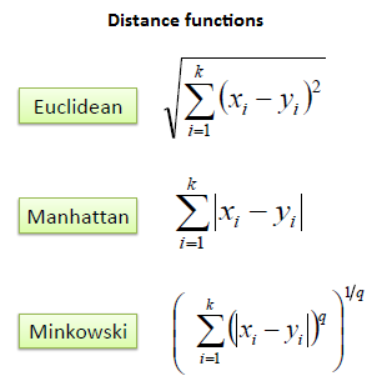 Distance functions
Euclidean
√(∑_{i=1}^{k} (x_i − y_i)^2)
Manhattan
∑_{i=1}^{k} |x_i − y_i|
Minkowski
(∑_{i=1}^{k} (|x_i − y_i|)^q)^{1/q}